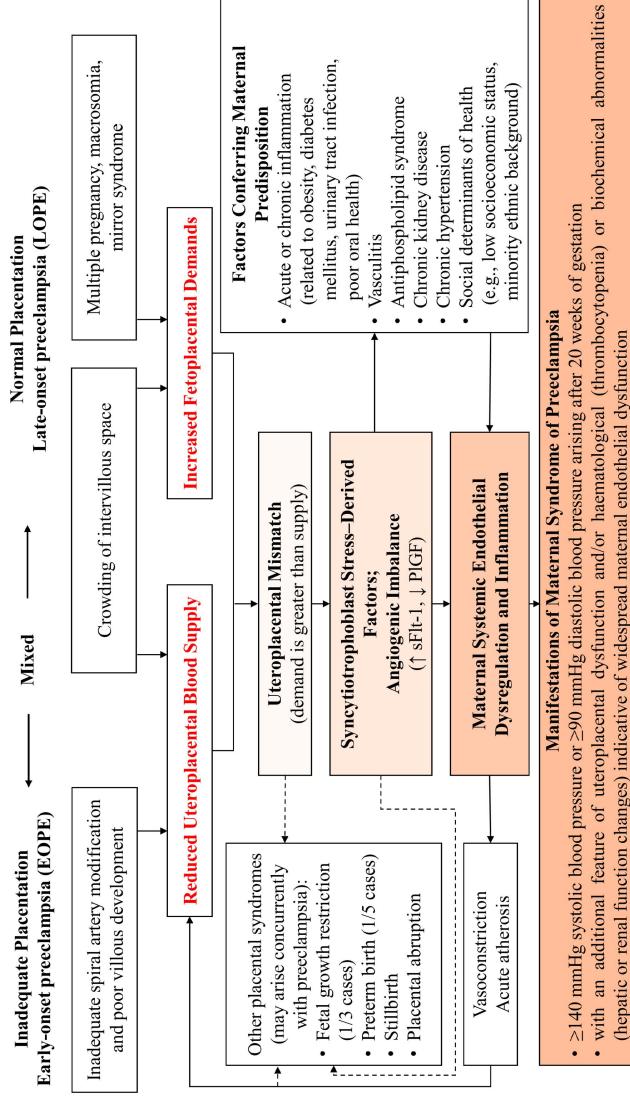 Inadequate Placentation
Early-onset preeclampsia (EOPE)
Mixed
Normal Placentation
Late-onset preeclampsia (LOPE)
Inadequate spiral artery modification
and poor villous development
Crowding of intervillous space
Multiple pregnancy, macrosomia,
mirror syndrome
Reduced Uteroplacental Blood Supply
Increased Fetoplacental Demands
Other placental syndromes
(may arise concurrently
with preeclampsia):
• Fetal growth restriction
(1/3 cases)
• Preterm birth (1/5 cases)
• Stillbirth
• Placental abruption
Uteroplacental Mismatch
(demand is greater than supply)
Syncytiotrophoblast Stress–Derived
Factors;
Angiogenic Imbalance
(↑ sFlt-1, ↓ PlGF)
Factors Conferring Maternal
Predisposition
• Acute or chronic inflammation
(related to obesity, diabetes
mellitus, urinary tract infection,
poor oral health)
• Vasculitis
• Antiphospholipid syndrome
• Chronic kidney disease
• Chronic hypertension
• Social determinants of health
(e.g., low socioeconomic status,
minority ethnic background)
Vasoconstriction
Acute atherosis
Maternal Systemic Endothelial
Dysregulation and Inflammation
Manifestations of Maternal Syndrome of Preeclampsia
• ≥140 mmHg systolic blood pressure or ≥90 mmHg diastolic blood pressure arising after 20 weeks of gestation
• with an additional feature of uteroplacental dysfunction and/or haematological (thrombocytopenia) or biochemical abnormalities
(hepatic or renal function changes) indicative of widespread maternal endothelial dysfunction